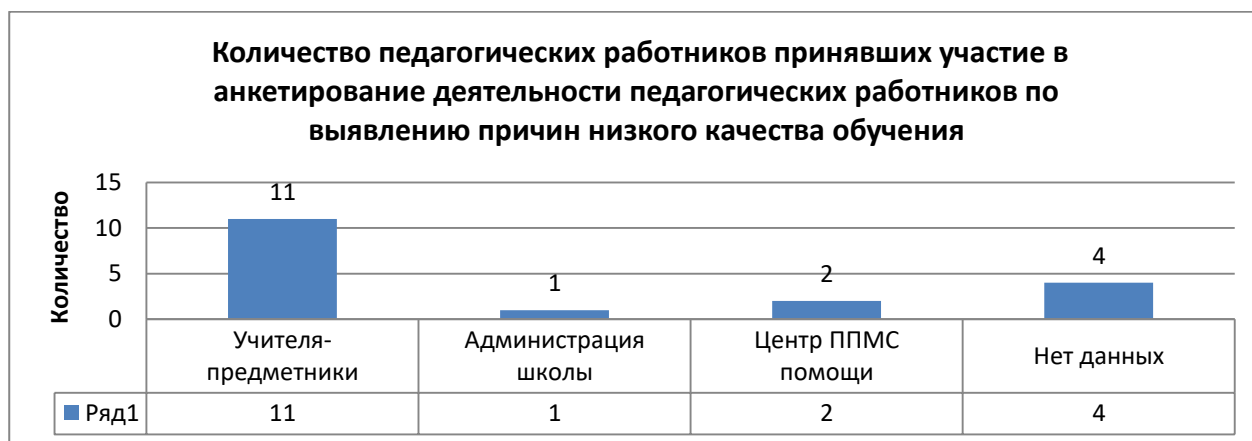 Количество педагогических работников принявших участие в
анкетирование деятельности педагогических работников по
выявлению причин низкого качества обучения
Количество
15
10
5
0
11
1
2
4
Учителя-
предметники
Администрация
школы
Центр ППМС
помощи
Нет данных
Ряд1 11 1 2 4